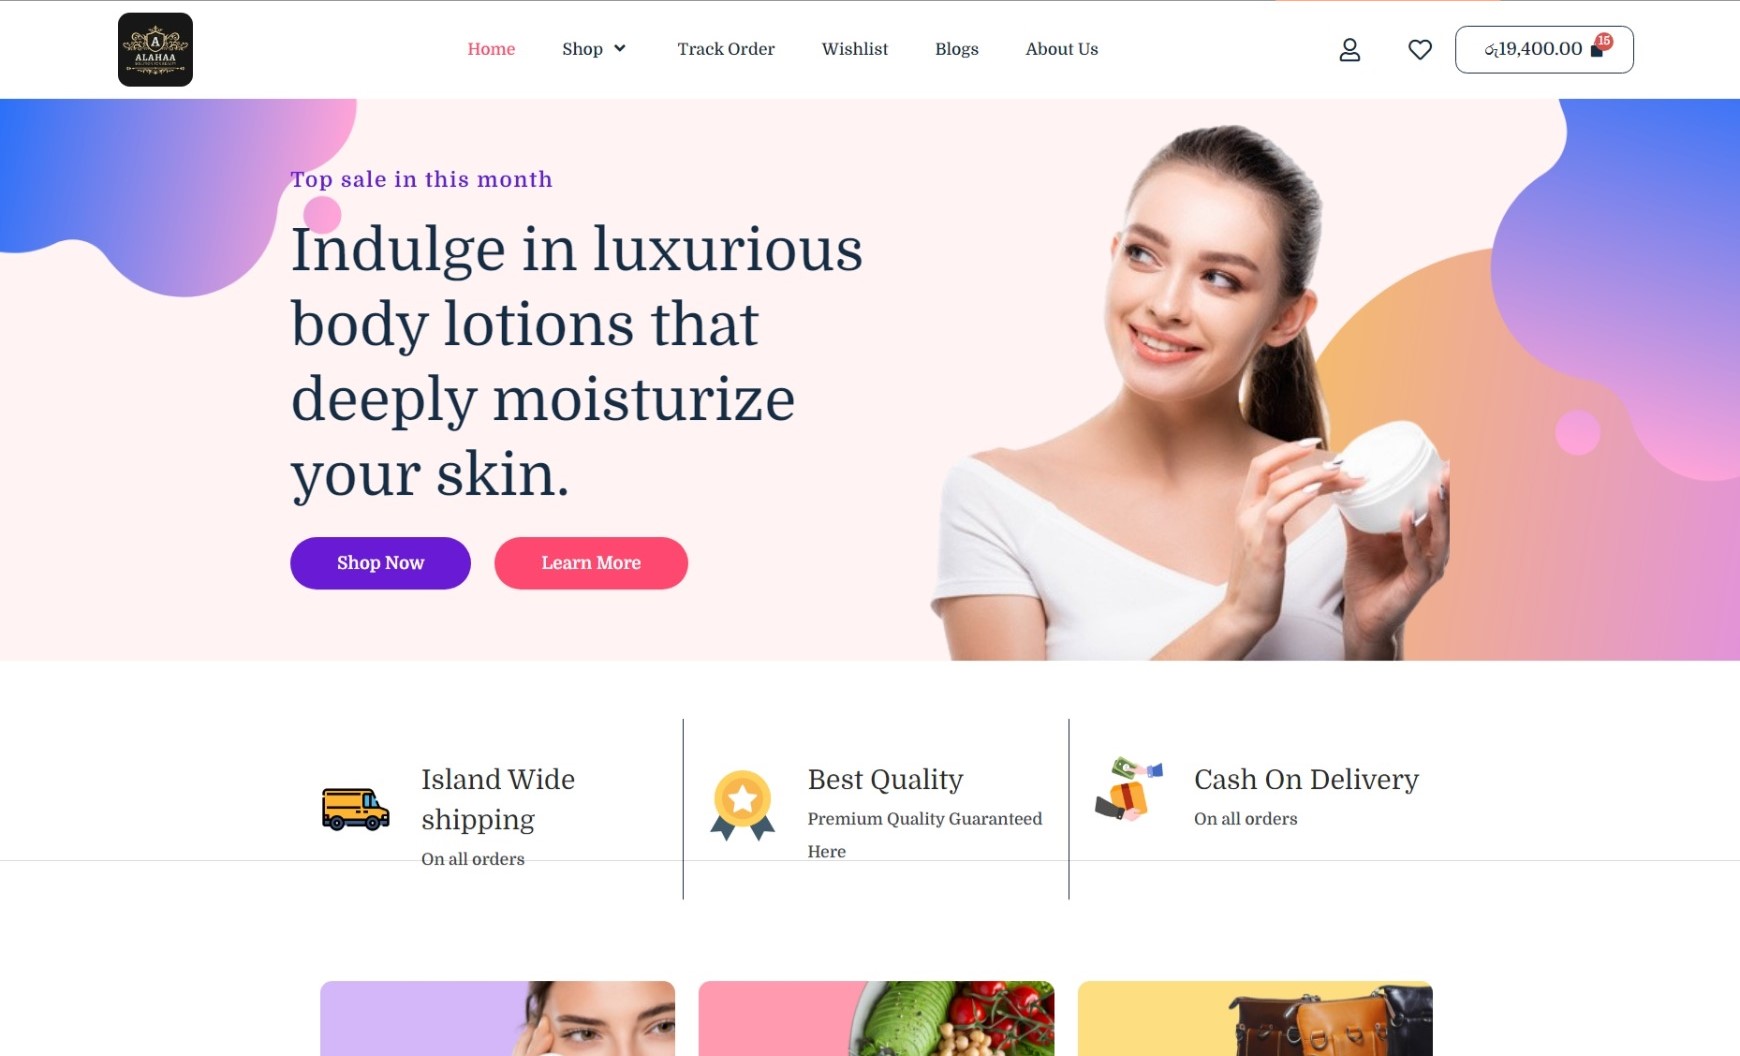 ALAHAA
Home
Shop
Track Order
Wishlist
Blogs
About Us
රු19,400.00
15
Top sale in this month
Indulge in luxurious
body lotions that
deeply moisturize
your skin.
Shop Now
Learn More
Island Wide
shipping
On all orders
Best Quality
Premium Quality Guaranteed
Here
Cash On Delivery
On all orders